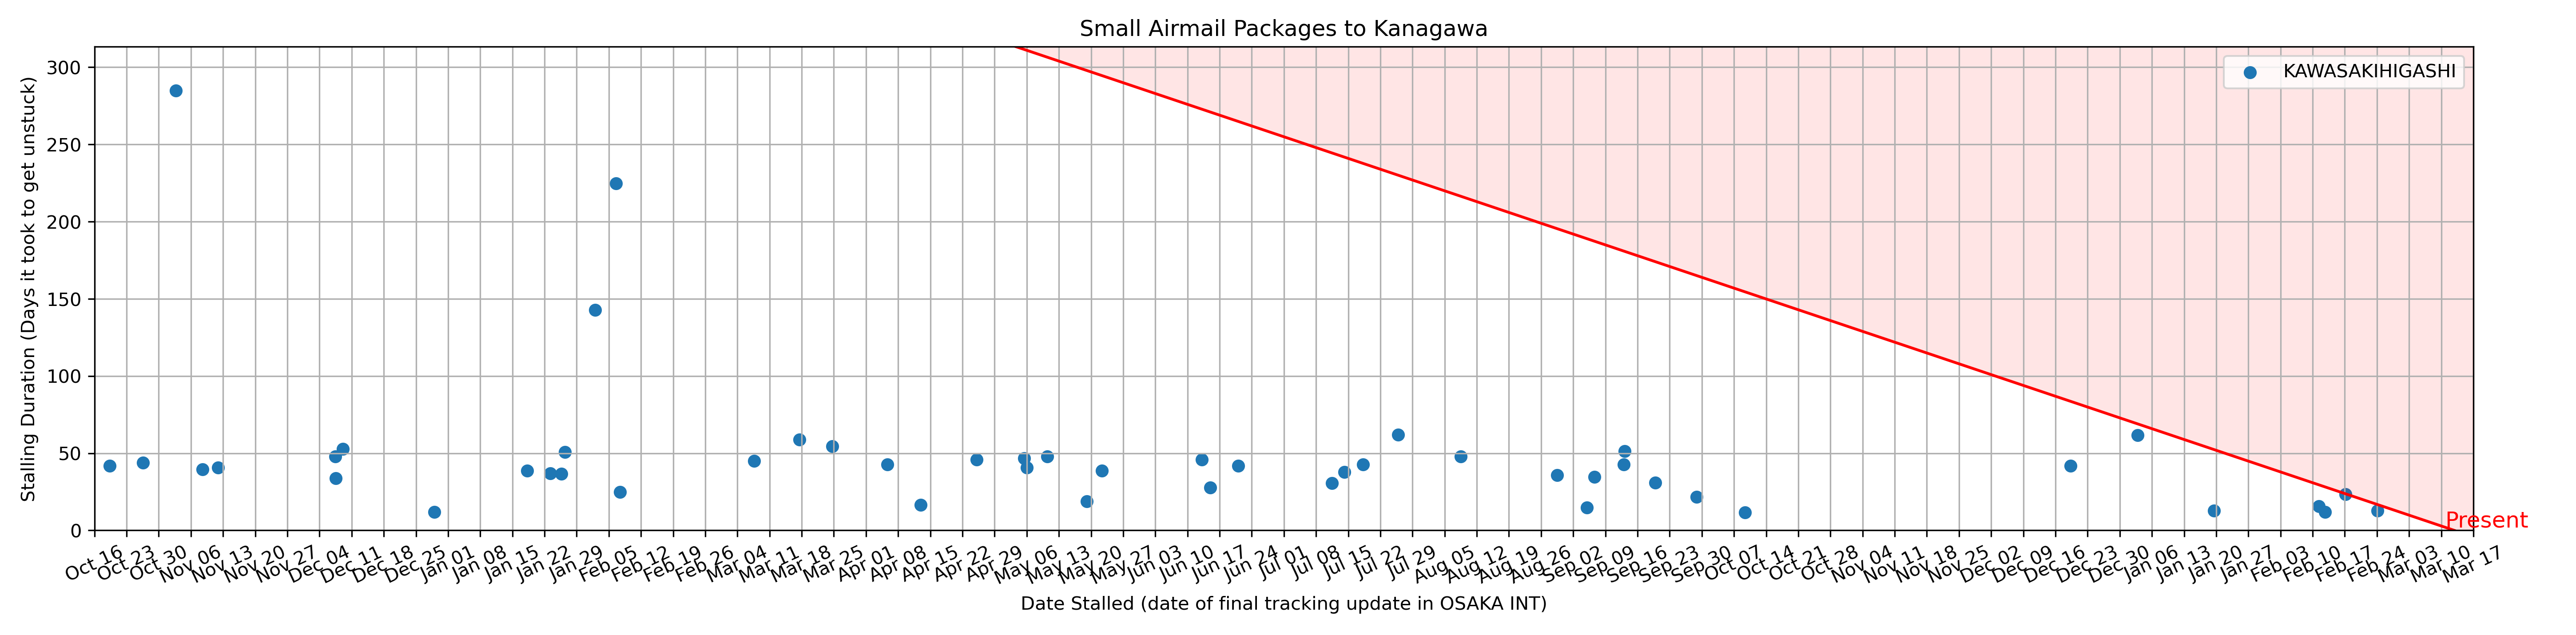 Small Airmail Packages to Kanagawa
KAWASAKIHIGASHI
Stalling Duration (Days it took to get unstuck)
300
250
200
150
100
50
0
Present
Oct 16 Oct 23 Oct 30 Nov 06 Nov 13 Nov 20 Nov 27 Dec 04 Dec 11 Dec 18 Dec 25 Jan 01 Jan 08 Jan 15 Jan 22 Jan 29 Feb 05 Feb 12 Feb 19 Feb 26 Mar 04 Mar 11 Mar 18 Mar 25 Apr 01 Apr 08 Apr 15 Apr 22 Apr 29 May 06 May 13 May 20 May 27 Jun 03 Jun 10 Jun 17 Jun 24 Jul 01 Jul 08 Jul 15 Jul 22 Jul 29 Aug 05 Aug 12 Aug 19 Aug 26 Sep 02 Sep 09 Sep 16 Sep 23 Sep 30 Oct 07 Oct 14 Oct 21 Oct 28 Nov 04 Nov 11 Nov 18 Nov 25 Dec 02 Dec 09 Dec 16 Dec 23 Dec 30 Jan 06 Jan 13 Jan 20 Jan 27 Feb 03 Feb 10 Feb 17 Feb 24 Mar 03 Mar 10 Mar 17
Date Stalled (date of final tracking update in OSAKA INT)